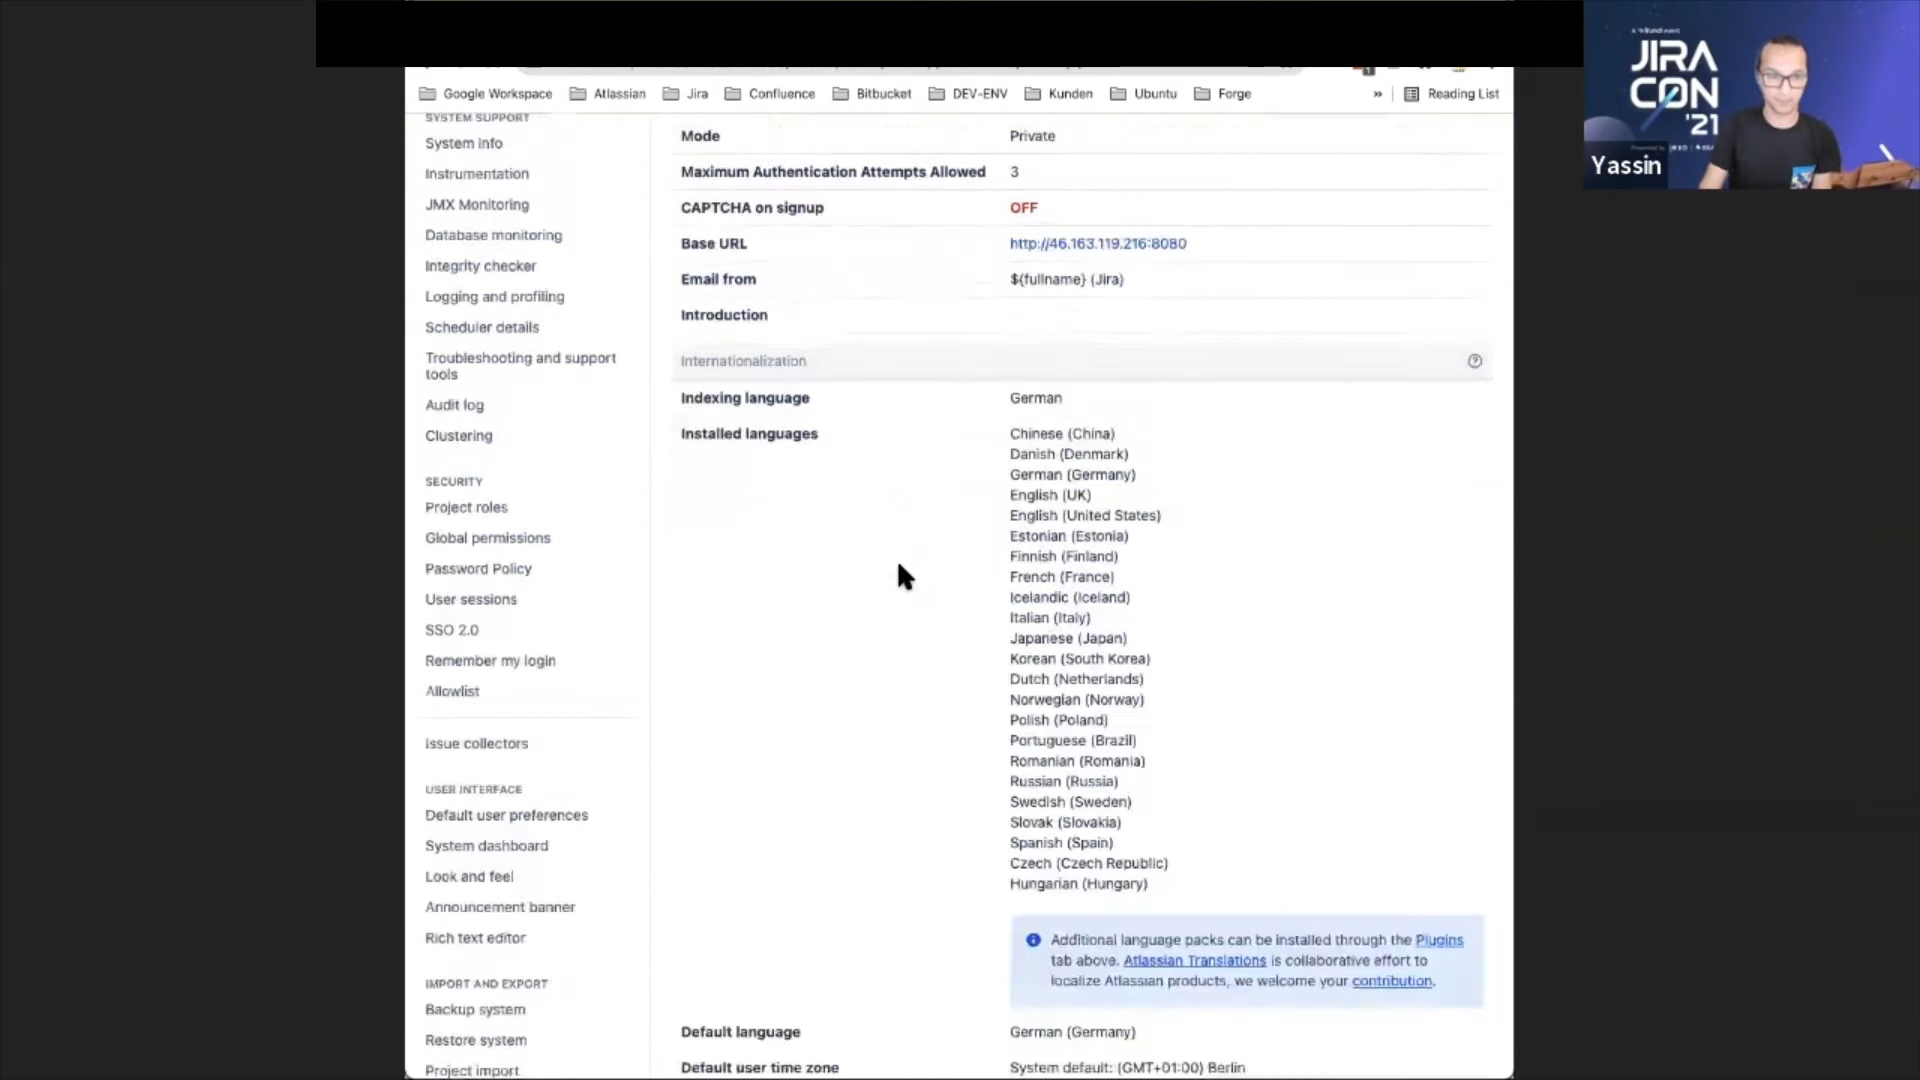 Google Workspace
Atlassian
Jira
Confluence
Bitbucket
DEV-ENV
Kunden
Ubuntu
Forge
»
Reading List
SYSTEM SUPPORT
System info
Instrumentation
JMX Monitoring
Database monitoring
Integrity checker
Logging and profiling
Scheduler details
Troubleshooting and support
tools
Audit log
Clustering
SECURITY
Project roles
Global permissions
Password Policy
User sessions
SSO 2.0
Remember my login
Allowlist
Issue collectors
USER INTERFACE
Default user preferences
System dashboard
Look and feel
Announcement banner
Rich text editor
IMPORT AND EXPORT
Backup system
Restore system
Project import
Mode Private
Maximum Authentication Attempts Allowed 3
CAPTCHA on signup OFF
Base URL http://46.163.119.216:8080
Email from ${fullname} (Jira)
Introduction
Internationalization
Indexing language German
Installed languages Chinese (China)
Danish (Denmark)
German (Germany)
English (UK)
English (United States)
Estonian (Estonia)
Finnish (Finland)
French (France)
Icelandic (Iceland)
Italian (Italy)
Japanese (Japan)
Korean (South Korea)
Dutch (Netherlands)
Norwegian (Norway)
Polish (Poland)
Portuguese (Brazil)
Romanian (Romania)
Russian (Russia)
Swedish (Sweden)
Slovak (Slovakia)
Spanish (Spain)
Czech (Czech Republic)
Hungarian (Hungary)
Additional language packs can be installed through the Plugins
tab above. Atlassian Translations is collaborative effort to
localize Atlassian products, we welcome your contribution.
Default language German (Germany)
Default user time zone System default: (GMT+01:00) Berlin
JIRA
CON
'21
Yassin